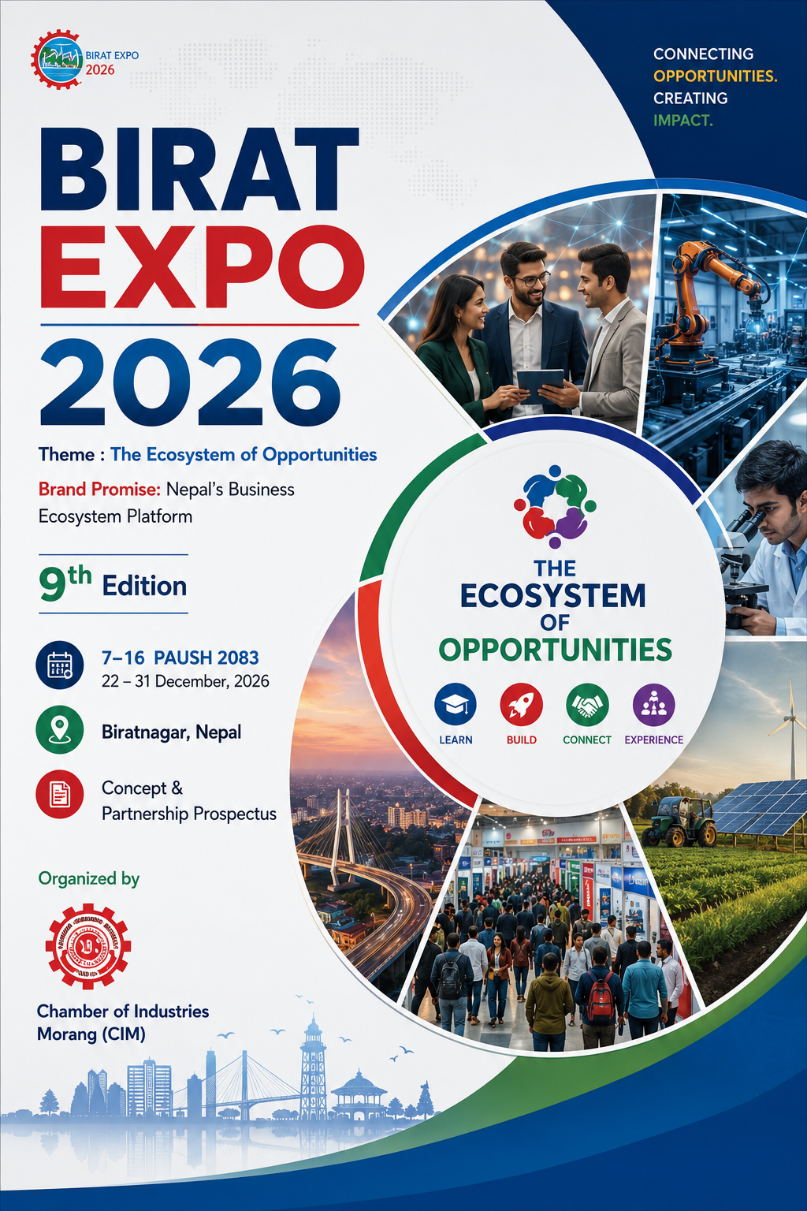 BIRAT EXPO
2026
CONNECTING
OPPORTUNITIES.
CREATING
IMPACT.
BIRAT
EXPO
2026
Theme : The Ecosystem of Opportunities
Brand Promise: Nepal's Business
Ecosystem Platform
9th Edition
7–16 PAUSH 2083
22 – 31 December, 2026
Biratnagar, Nepal
Concept &
Partnership Prospectus
Organized by
Chamber of Industries
Morang (CIM)
THE
ECOSYSTEM
OF
OPPORTUNITIES
LEARN BUILD CONNECT EXPERIENCE